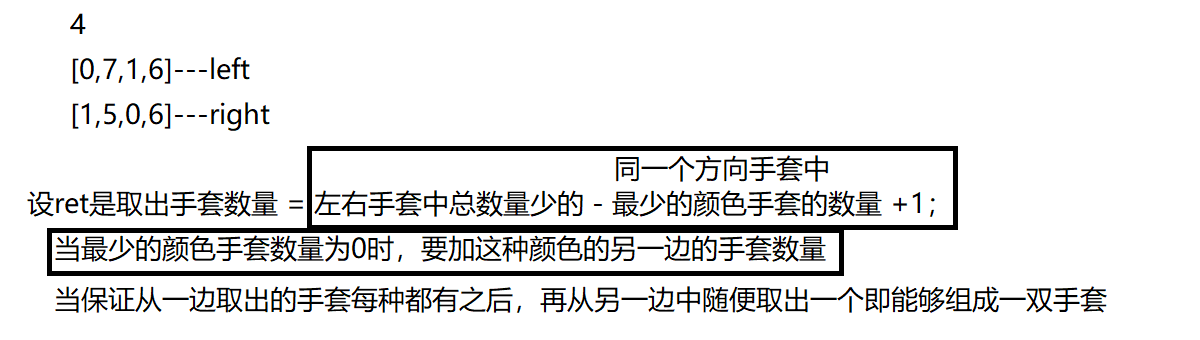 4
[0,7,1,6]---left
[1,5,0,6]---right
同一个方向手套中
设ret是取出手套数量 = 左右手套中总数量少的 - 最少的颜色手套的数量 +1；
当最少的颜色手套数量为0时，要加这种颜色的另一边的手套数量
当保证从一边取出的手套每种都有之后，再从另一边中随便取出一个即能够组成一双手套